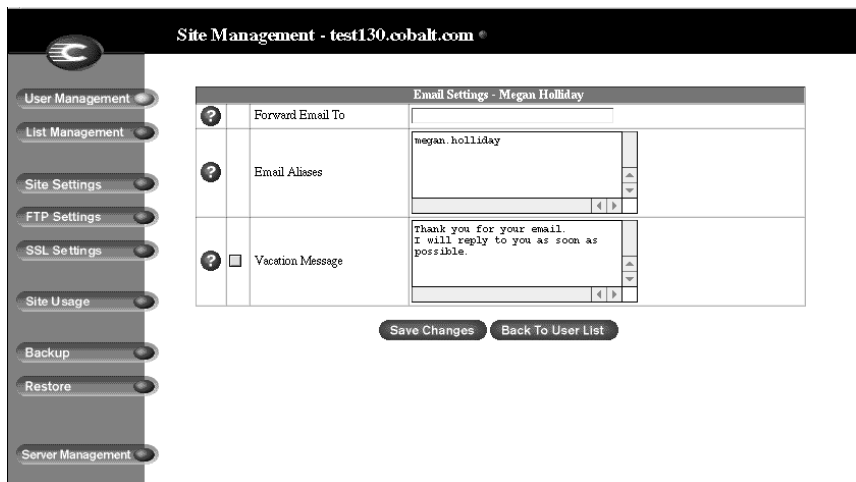 Site Management - test130.cobalt.com
User Management
List Management
Site Settings
FTP Settings
SSL Settings
Site Usage
Backup
Restore
Server Management
Email Settings - Megan Holliday
? Forward Email To
? Email Aliases
megan.holliday
? Vacation Message
Thank you for your email.
I will reply to you as soon as
possible.
Save Changes
Back To User List